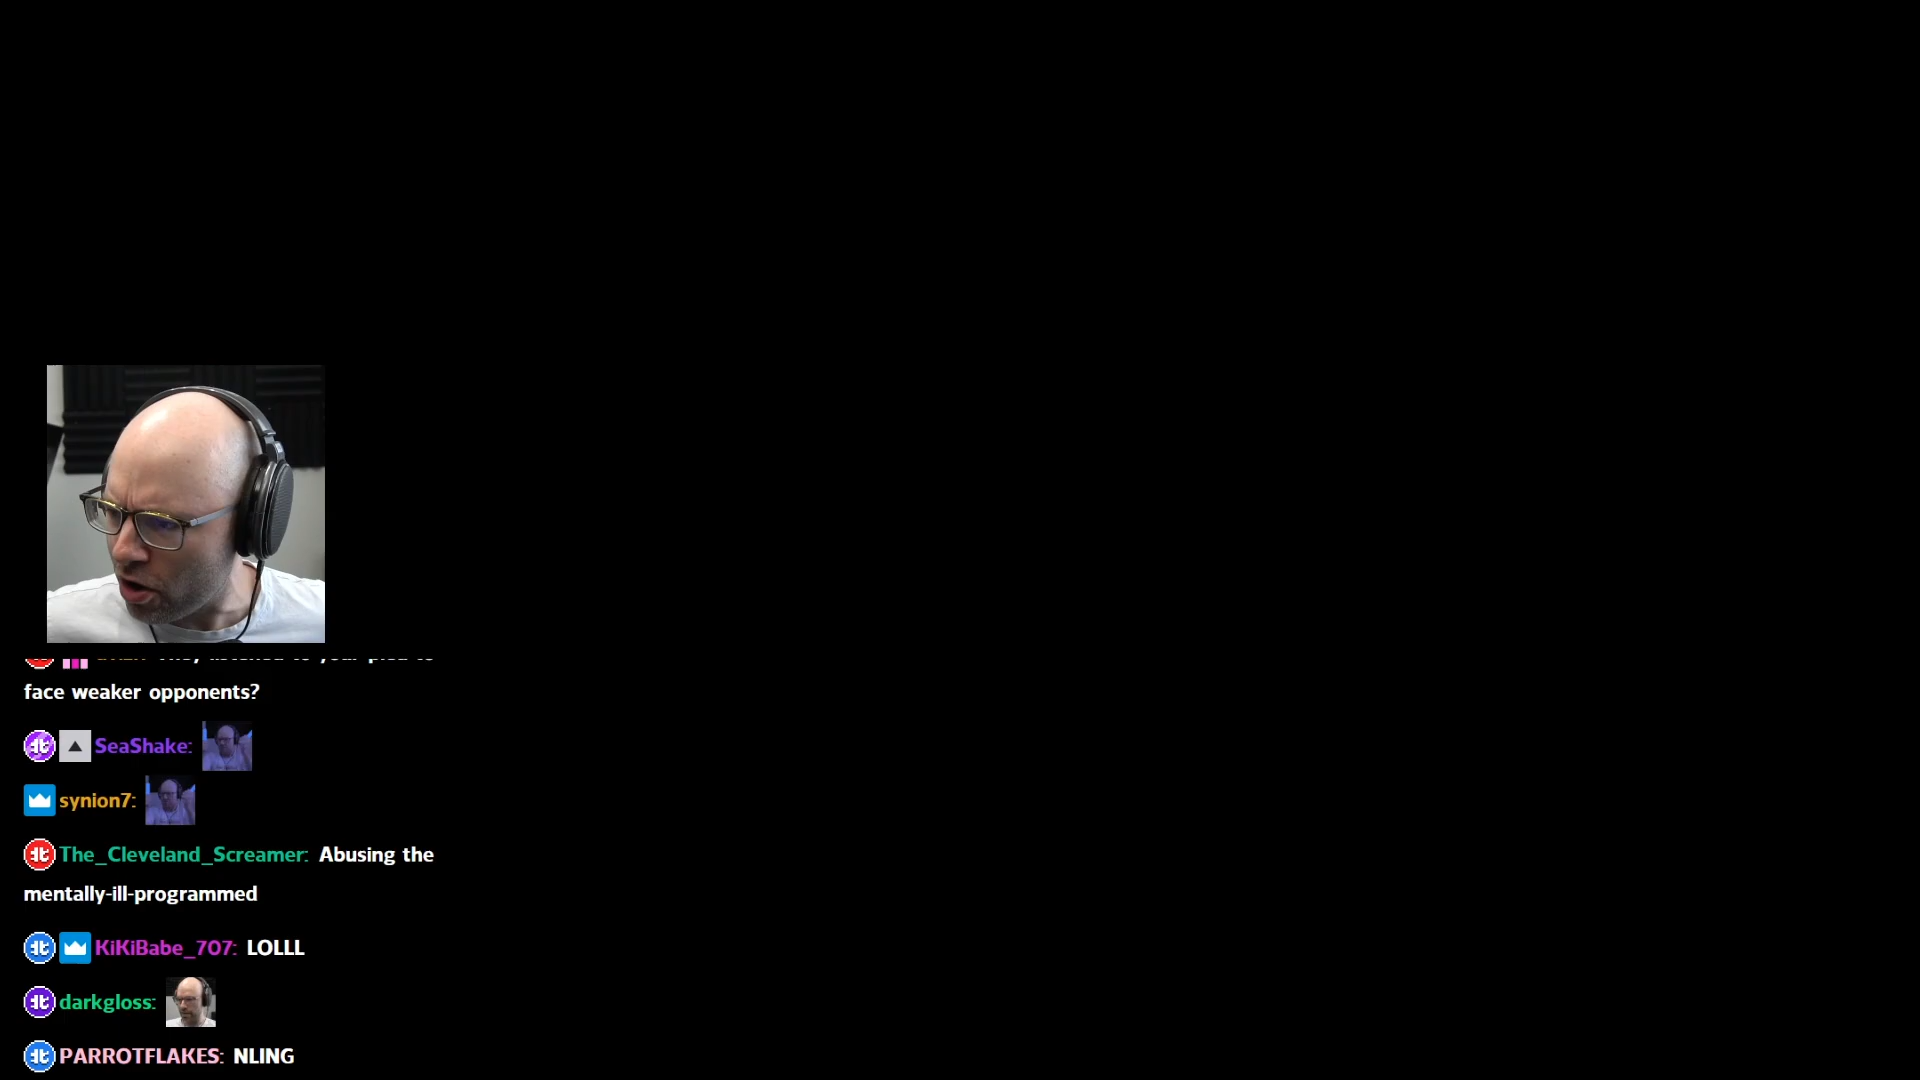 face weaker opponents?
SeaShake:
synion7:
The_Cleveland_Screamer: Abusing the
mentally-ill-programmed
KiKiBabe_707: LOLLL
darkgloss:
PARROTFLAKES: NLING